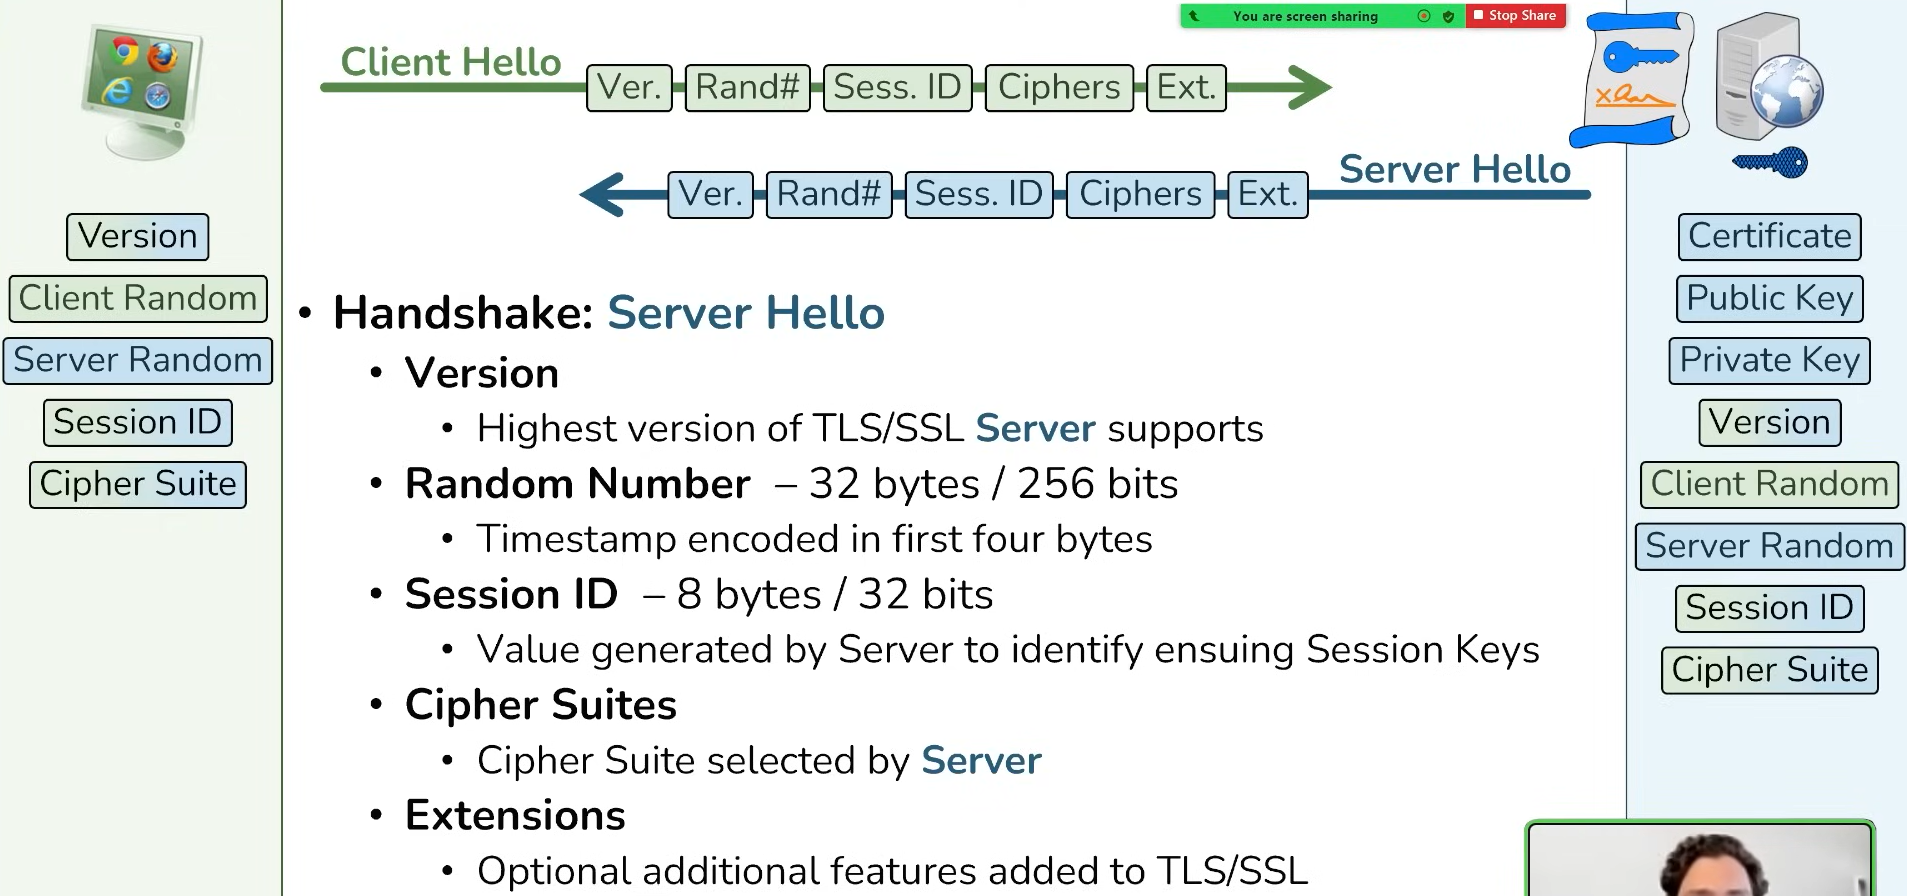 You are screen sharing
Stop Share
Client Hello
Ver. Rand# Sess. ID Ciphers Ext.
Ver. Rand# Sess. ID Ciphers Ext.
Server Hello
Version
Client Random
Server Random
Session ID
Cipher Suite
• Handshake: Server Hello
• Version
• Highest version of TLS/SSL Server supports
• Random Number – 32 bytes / 256 bits
• Timestamp encoded in first four bytes
• Session ID – 8 bytes / 32 bits
• Value generated by Server to identify ensuing Session Keys
• Cipher Suites
• Cipher Suite selected by Server
• Extensions
• Optional additional features added to TLS/SSL
Certificate
Public Key
Private Key
Version
Client Random
Server Random
Session ID
Cipher Suite